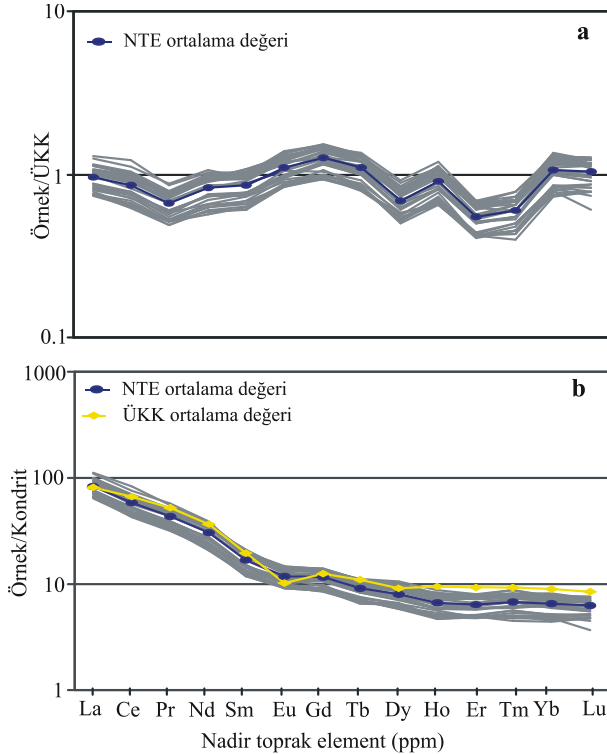 10
a
NTE ortalama değeri
Örnek/ÜKK
1
0.1
1000
b
NTE ortalama değeri
ÜKK ortalama değeri
100
Örnek/Kondrit
10
1
La Ce Pr Nd Sm Eu Gd Tb Dy Ho Er Tm Yb Lu
Nadir toprak element (ppm)